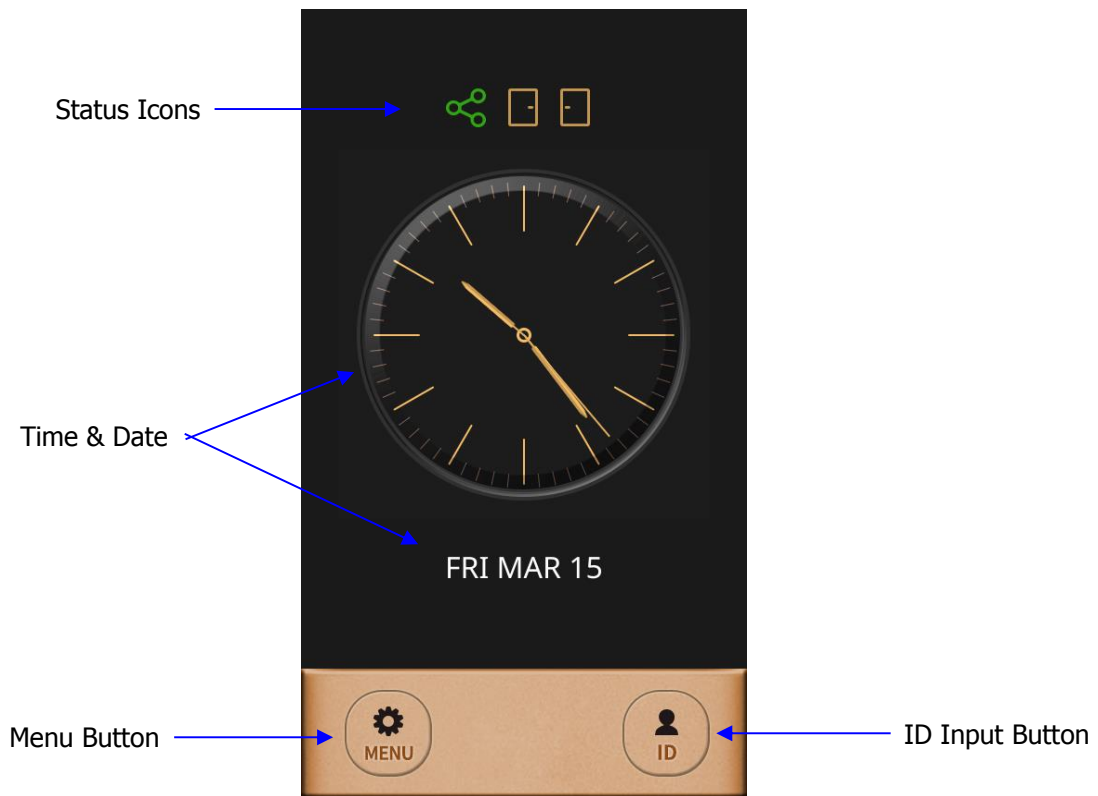 Status Icons
Time & Date
FRI MAR 15
Menu Button
MENU
ID
ID Input Button